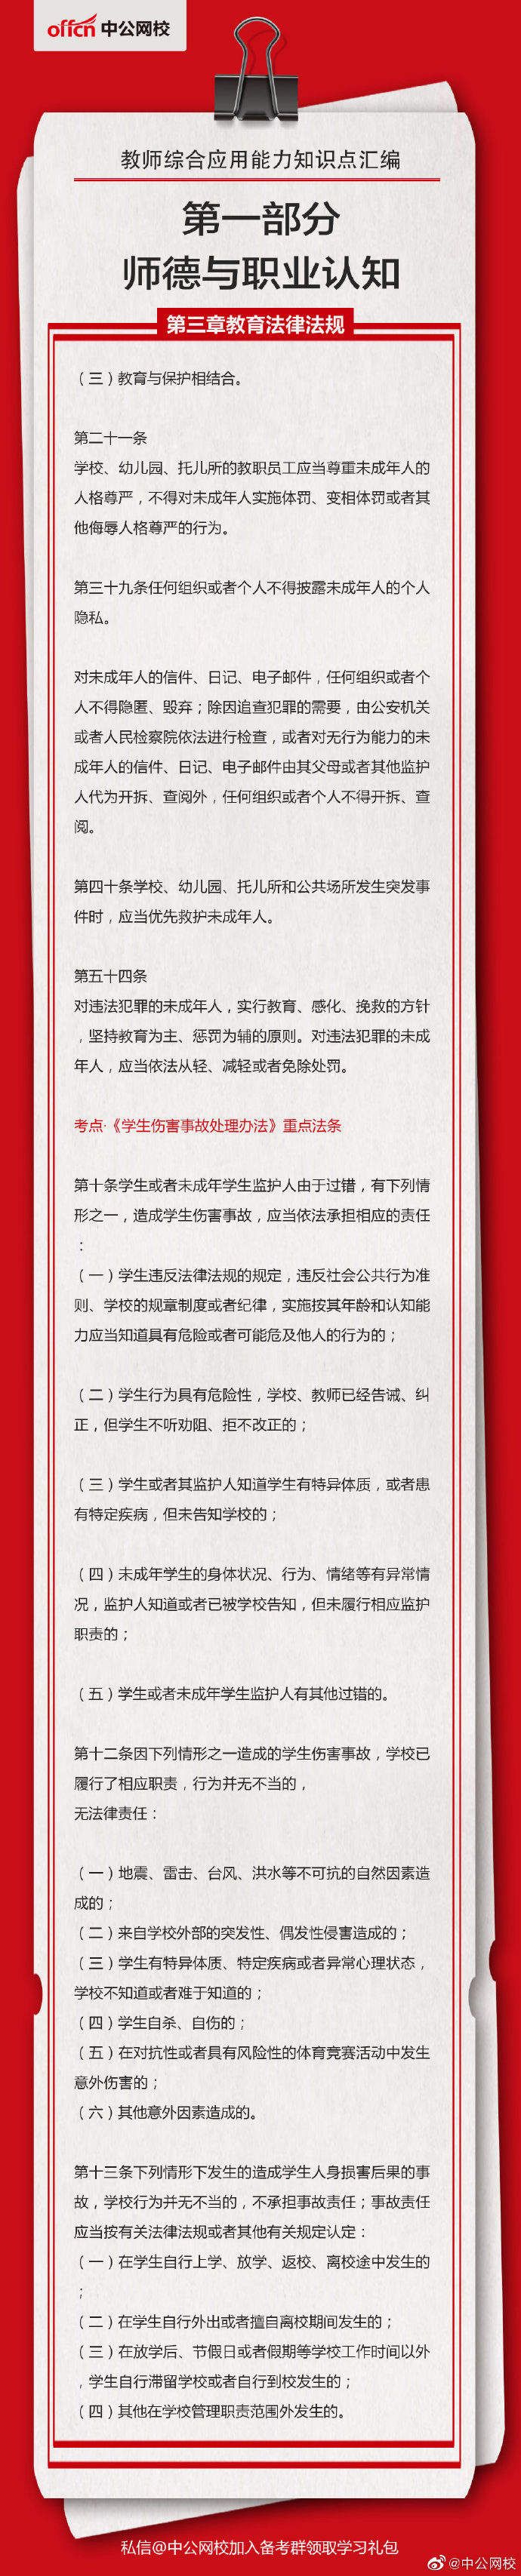 offcn 中公网校
教师综合应用能力知识点汇编
第一部分
师德与职业认知
第三章教育法律法规
（三）教育与保护相结合。
第二十一条
学校、幼儿园、托儿所的教职员工应当尊重未成年人的
人格尊严，不得对未成年人实施体罚、变相体罚或者其
他侮辱人格尊严的行为。
第三十九条任何组织或者个人不得披露未成年人的个人
隐私。
对未成年人的信件、日记、电子邮件，任何组织或者个
人不得隐匿、毁弃；除因追查犯罪的需要，由公安机关
或者人民检察院依法进行检查，或者对无行为能力的未
成年人的信件、日记、电子邮件由其父母或者其他监护
人代为开拆、查阅外，任何组织或者个人不得开拆、查
阅。
第四十条学校、幼儿园、托儿所和公共场所发生突发事
件时，应当优先救护未成年人。
第五十四条
对违法犯罪的未成年人，实行教育、感化、挽救的方针
，坚持教育为主、惩罚为辅的原则。对违法犯罪的未成
年人，应当依法从轻、减轻或者免除处罚。
考点·《学生伤害事故处理办法》重点法条
第十条学生或者未成年学生监护人由于过错，有下列情
形之一，造成学生伤害事故，应当依法承担相应的责任
：
（一）学生违反法律法规的规定，违反社会公共行为准
则、学校的规章制度或者纪律，实施按其年龄和认知能
力应当知道具有危险或者可能危及他人的行为的；
（二）学生行为具有危险性，学校、教师已经告诫、纠
正，但学生不听劝阻、拒不改正的；
（三）学生或者其监护人知道学生有特异体质，或者患
有特定疾病，但未告知学校的；
（四）未成年学生的身体状况、行为、情绪等有异常情
况，监护人知道或者已被学校告知，但未履行相应监护
职责的；
（五）学生或者未成年学生监护人有其他过错的。
第十二条因下列情形之一造成的学生伤害事故，学校已
履行了相应职责，行为并无不当的，
无法律责任：
（一）地震、雷击、台风、洪水等不可抗的自然因素造
成的；
（二）来自学校外部的突发性、偶发性侵害造成的；
（三）学生有特异体质、特定疾病或者异常心理状态，
学校不知道或者难于知道的；
（四）学生自杀、自伤的；
（五）在对抗性或者具有风险性的体育竞赛活动中发生
意外伤害的；
（六）其他意外因素造成的。
第十三条下列情形下发生的造成学生人身损害后果的事
故，学校行为并无不当的，不承担事故责任；事故责任
应当按有关法律法规或者其他有关规定认定：
（一）在学生自行上学、放学、返校、离校途中发生的
；
（二）在学生自行外出或者擅自离校期间发生的；
（三）在放学后、节假日或者假期等学校工作时间以外
，学生自行滞留学校或者自行到校发生的；
（四）其他在学校管理职责范围外发生的。
私信@中公网校加入备考群领取学习礼包
@中公网校